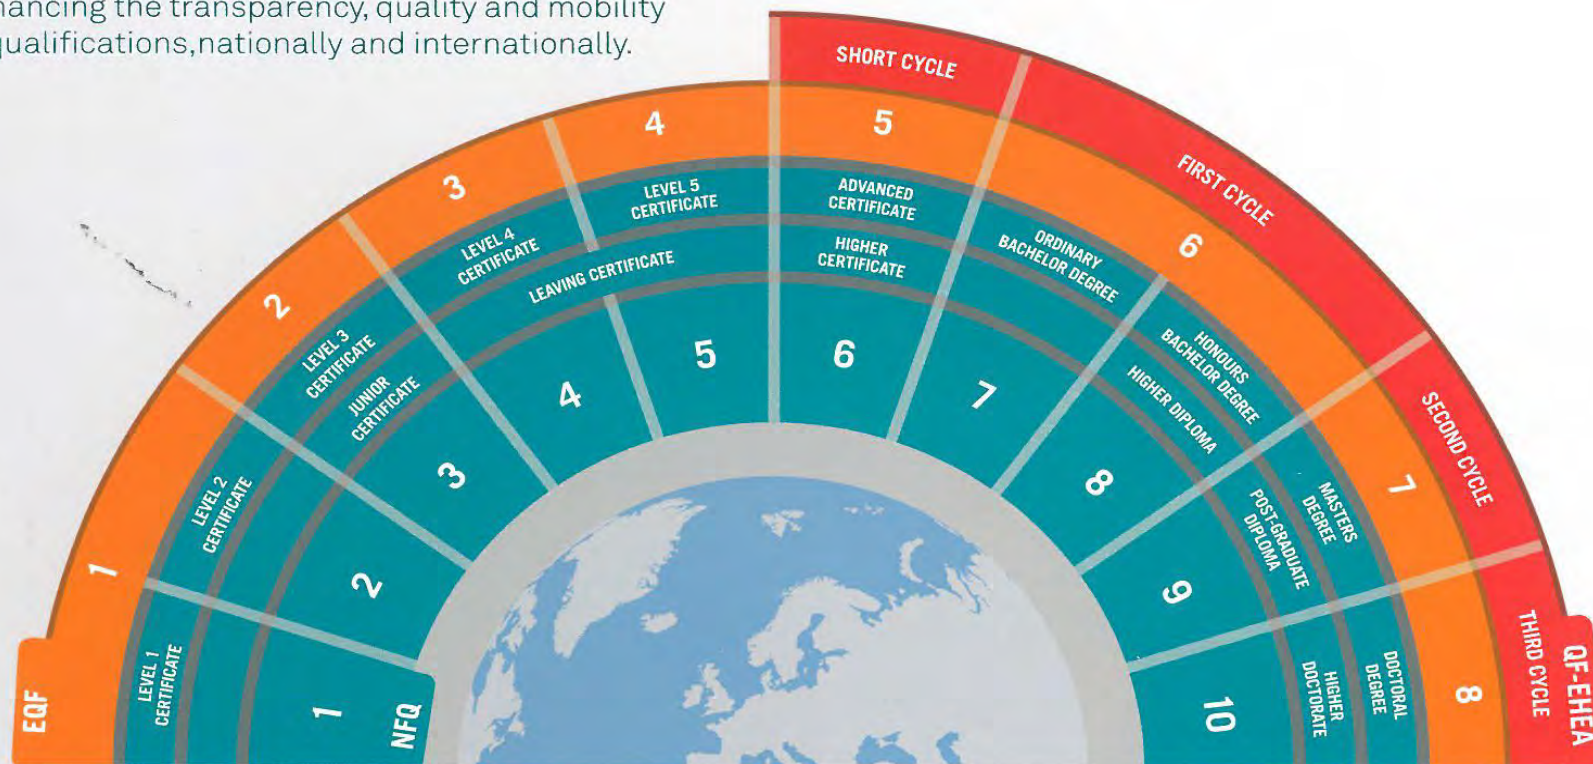 nancing the transparency, quality and mobility
qualifications,nationally and internationally.
SHORT CYCLE
FIRST CYCLE
SECOND CYCLE
THIRD CYCLE
QF-EHEA
EQF
1
2
3
4
5
6
7
8
LEVEL 1
CERTIFICATE
LEVEL 2
CERTIFICATE
LEVEL 3
CERTIFICATE
JUNIOR
CERTIFICATE
LEVEL 4
CERTIFICATE
LEVEL 5
CERTIFICATE
LEAVING CERTIFICATE
ADVANCED
CERTIFICATE
HIGHER
CERTIFICATE
ORDINARY
BACHELOR DEGREE
HONOURS
BACHELOR DEGREE
HIGHER DIPLOMA
MASTERS
DEGREE
POST-GRADUATE
DIPLOMA
DOCTORAL
DEGREE
HIGHER
DOCTORATE
NFQ
1
2
3
4
5
6
7
8
9
10